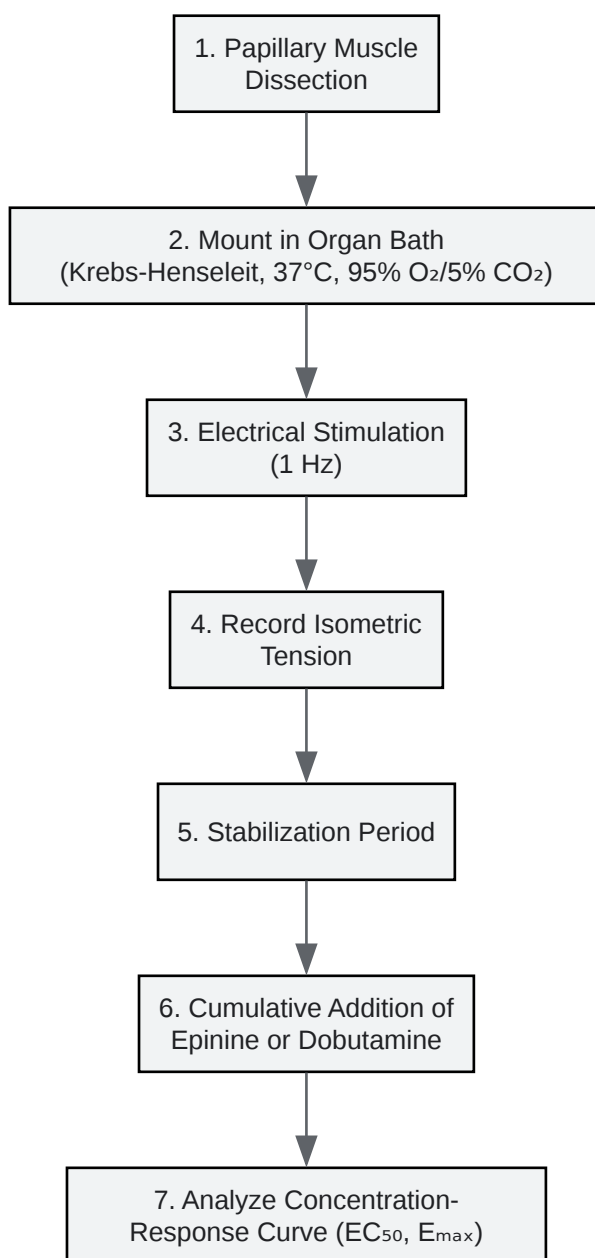 1. Papillary Muscle
Dissection
2. Mount in Organ Bath
(Krebs-Henseleit, 37°C, 95% O₂/5% CO₂)
3. Electrical Stimulation
(1 Hz)
4. Record Isometric
Tension
5. Stabilization Period
6. Cumulative Addition of
Epinine or Dobutamine
7. Analyze Concentration-
Response Curve (EC₅₀, Eₘₐₓ)